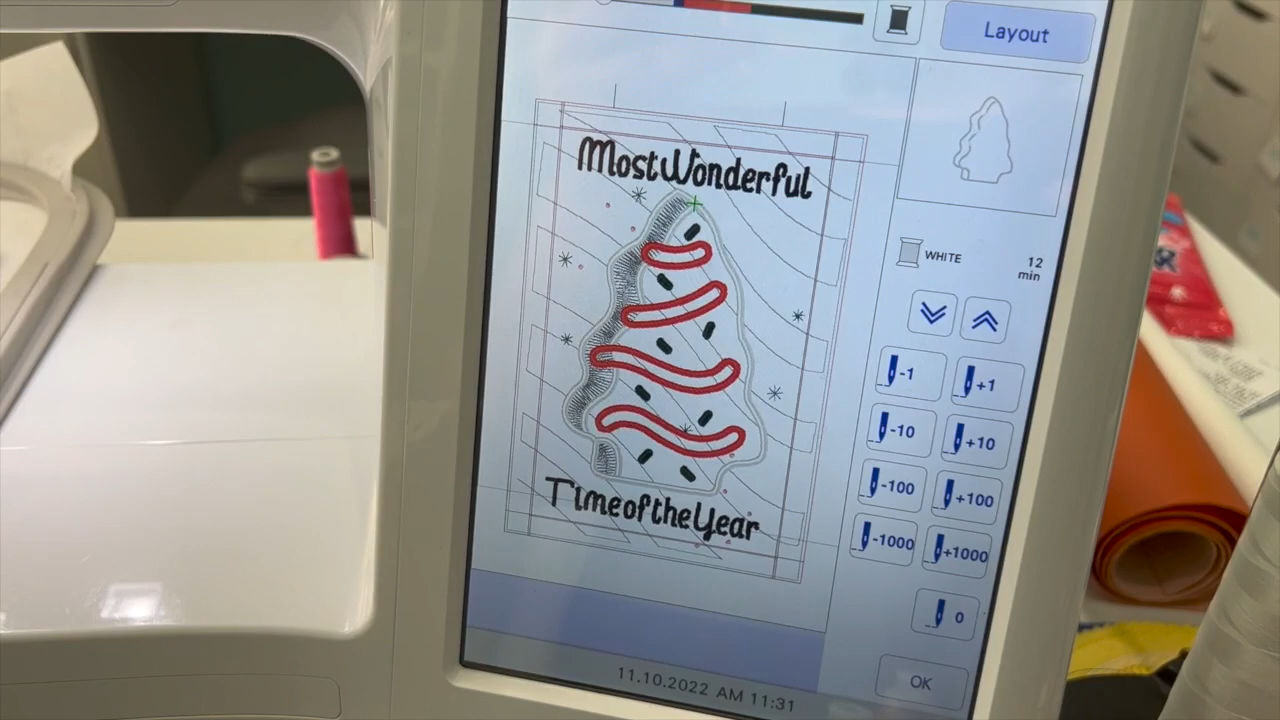 Layout
Most Wonderful
WHITE
12
min
-1
+1
-10
+10
-100
+100
-1000
+1000
0
Time of the Year
OK
11.10.2022 AM 11:31